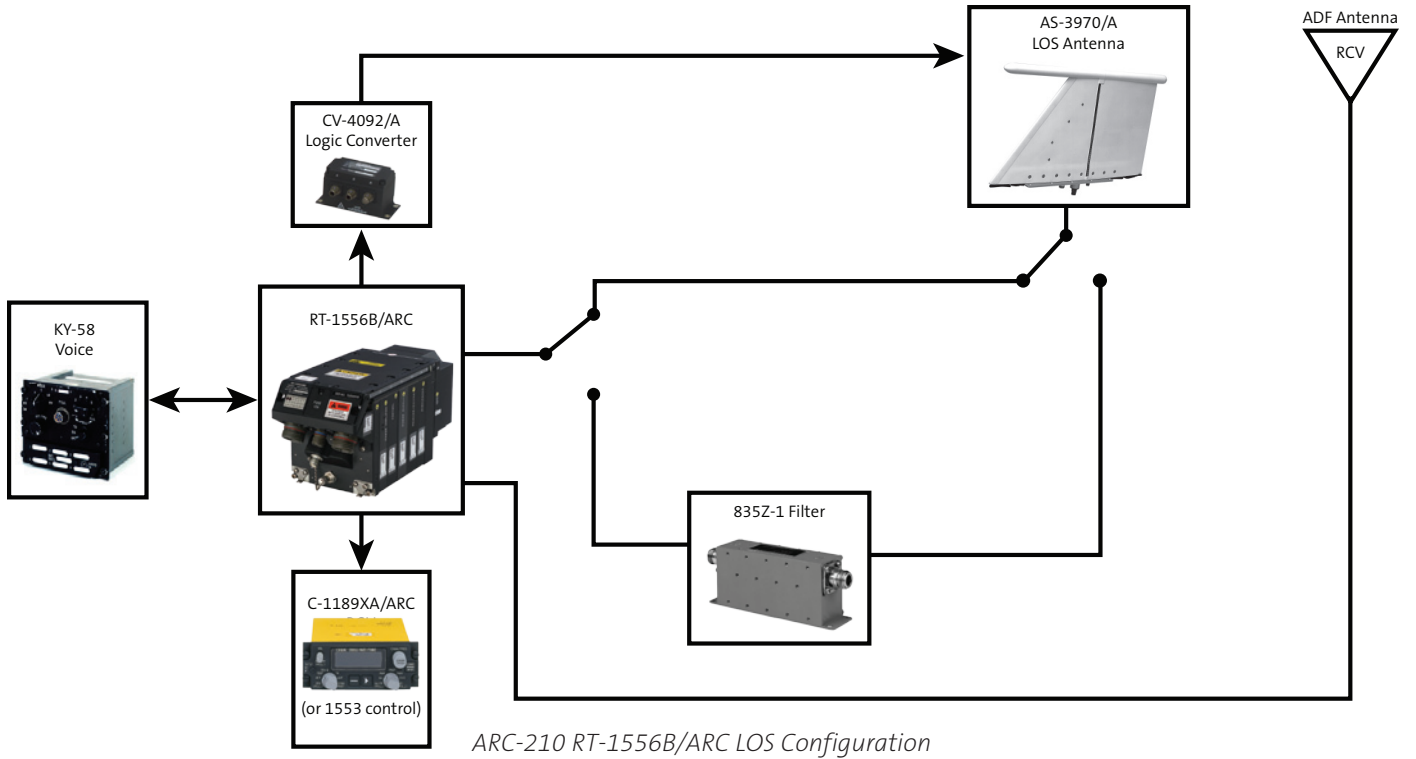 AS-3970/A
LOS Antenna
ADF Antenna
RCV
CV-4092/A
Logic Converter
RT-1556B/ARC
KY-58
Voice
835Z-1 Filter
C-1189XA/ARC
(or 1553 control)
ARC-210 RT-1556B/ARC LOS Configuration